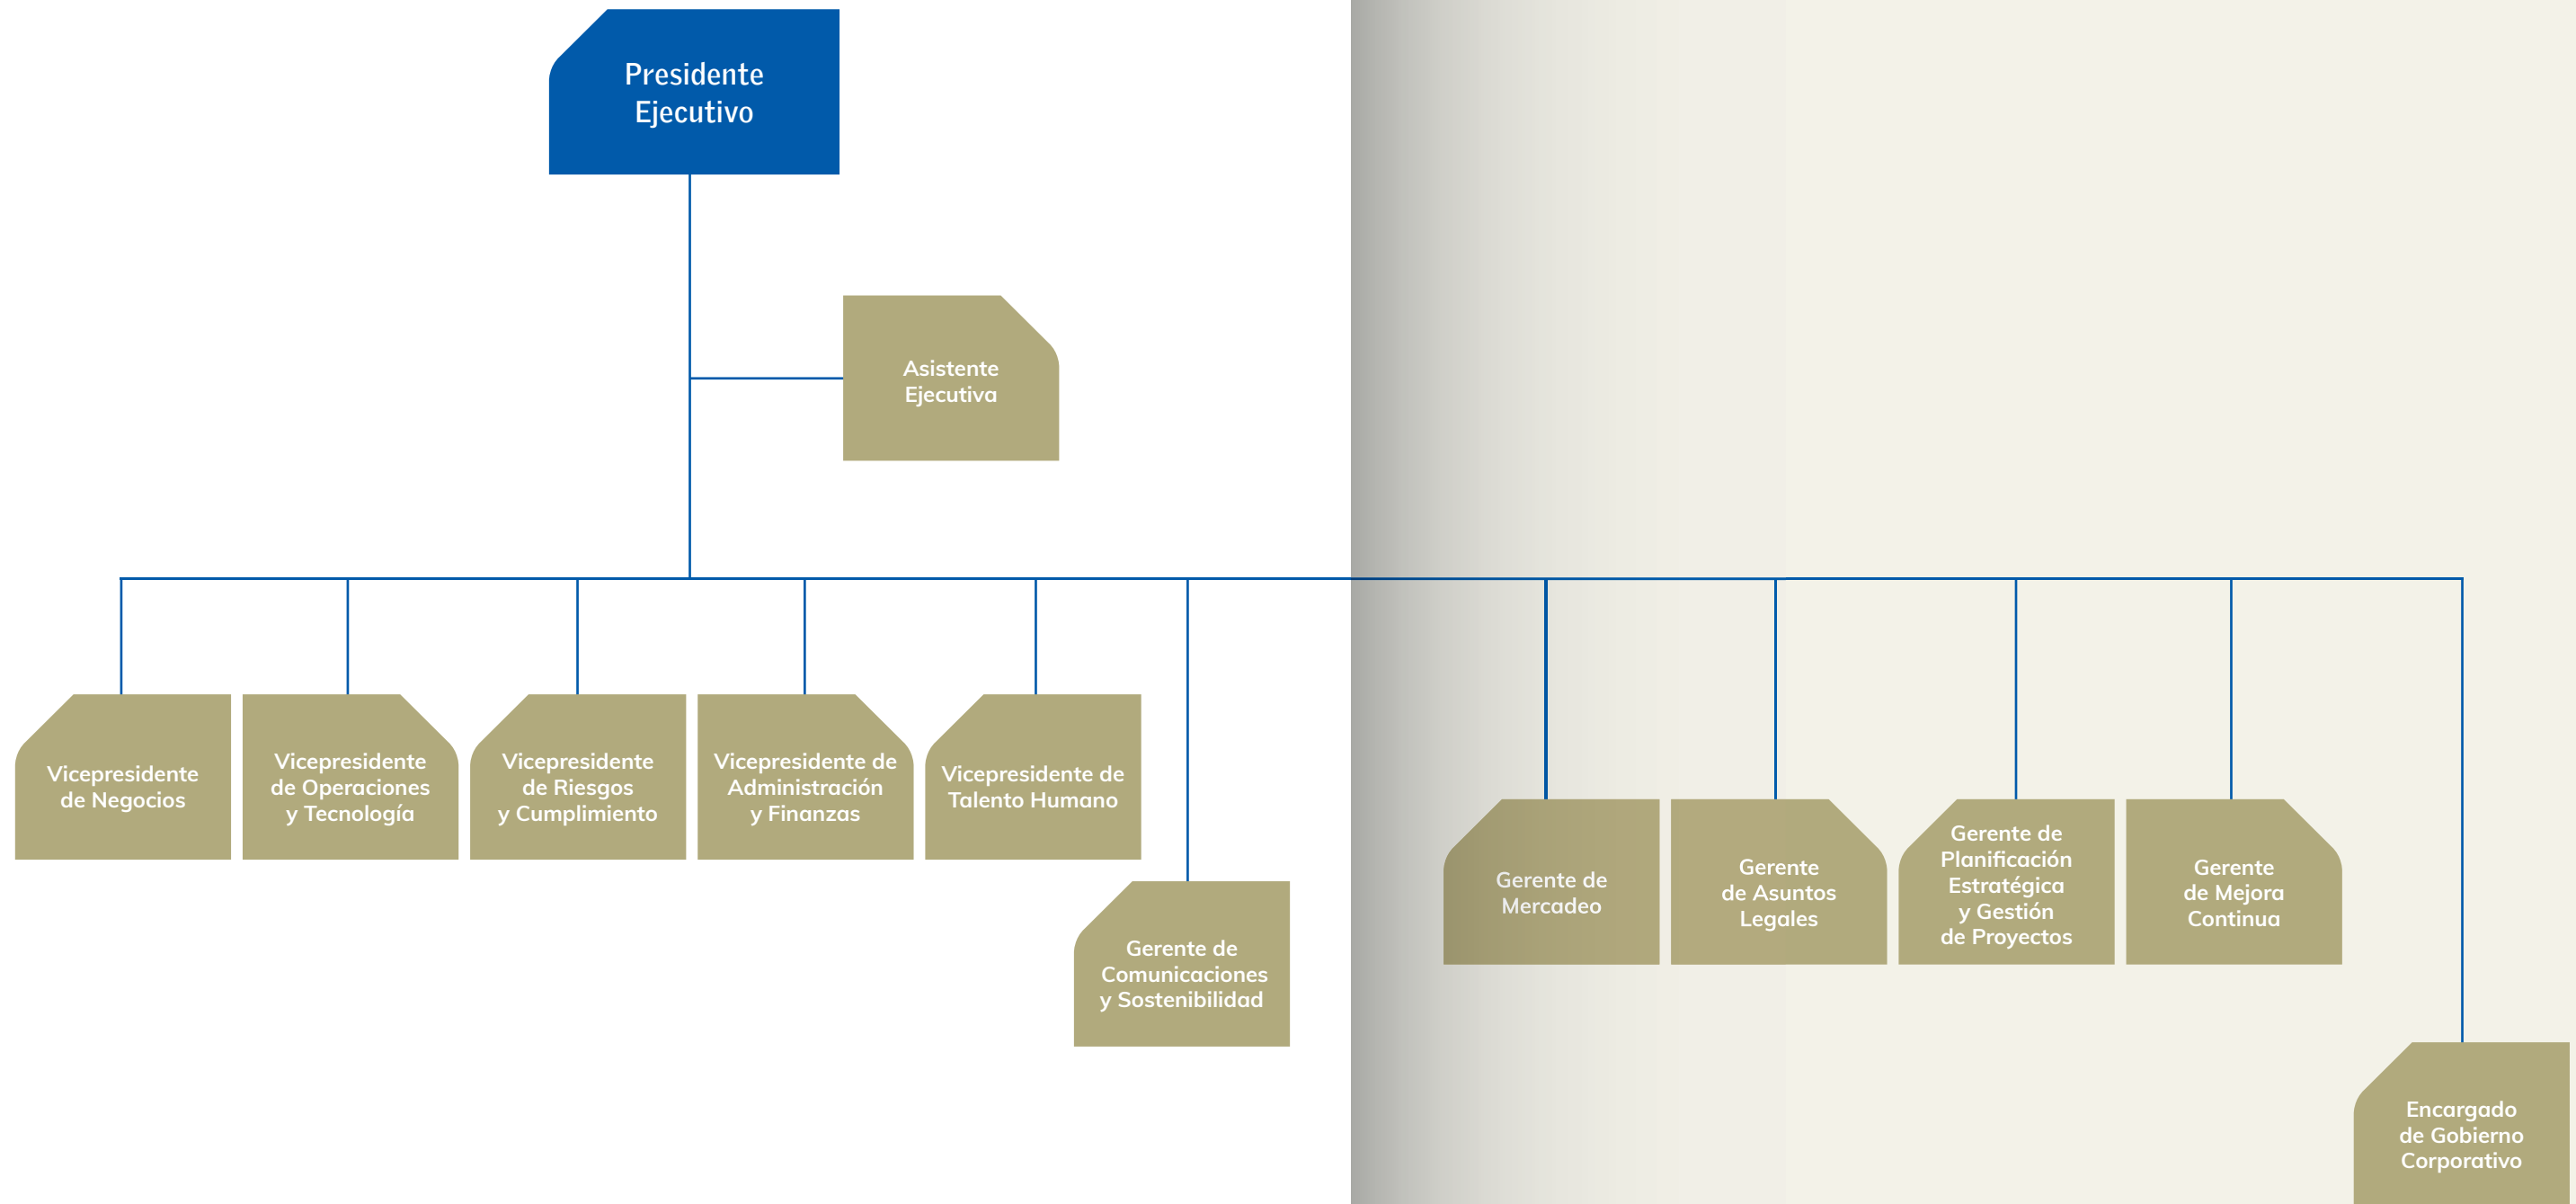 Presidente
Ejecutivo
Asistente
Ejecutiva
Vicepresidente
de Negocios
Vicepresidente
de Operaciones
y Tecnología
Vicepresidente
de Riesgos
y Cumplimiento
Vicepresidente de
Administración
y Finanzas
Vicepresidente de
Talento Humano
Gerente de
Comunicaciones
y Sostenibilidad
Gerente de
Mercadeo
Gerente
de Asuntos
Legales
Gerente de
Planificación
Estratégica
y Gestión
de Proyectos
Gerente
de Mejora
Continua
Encargado
de Gobierno
Corporativo